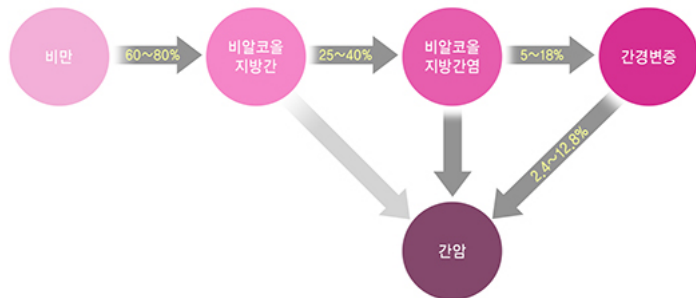 비만
60~80%
비알코올
지방간
25~40%
비알코올
지방간염
5~18%
간경변증
2.4~12.8%
간암